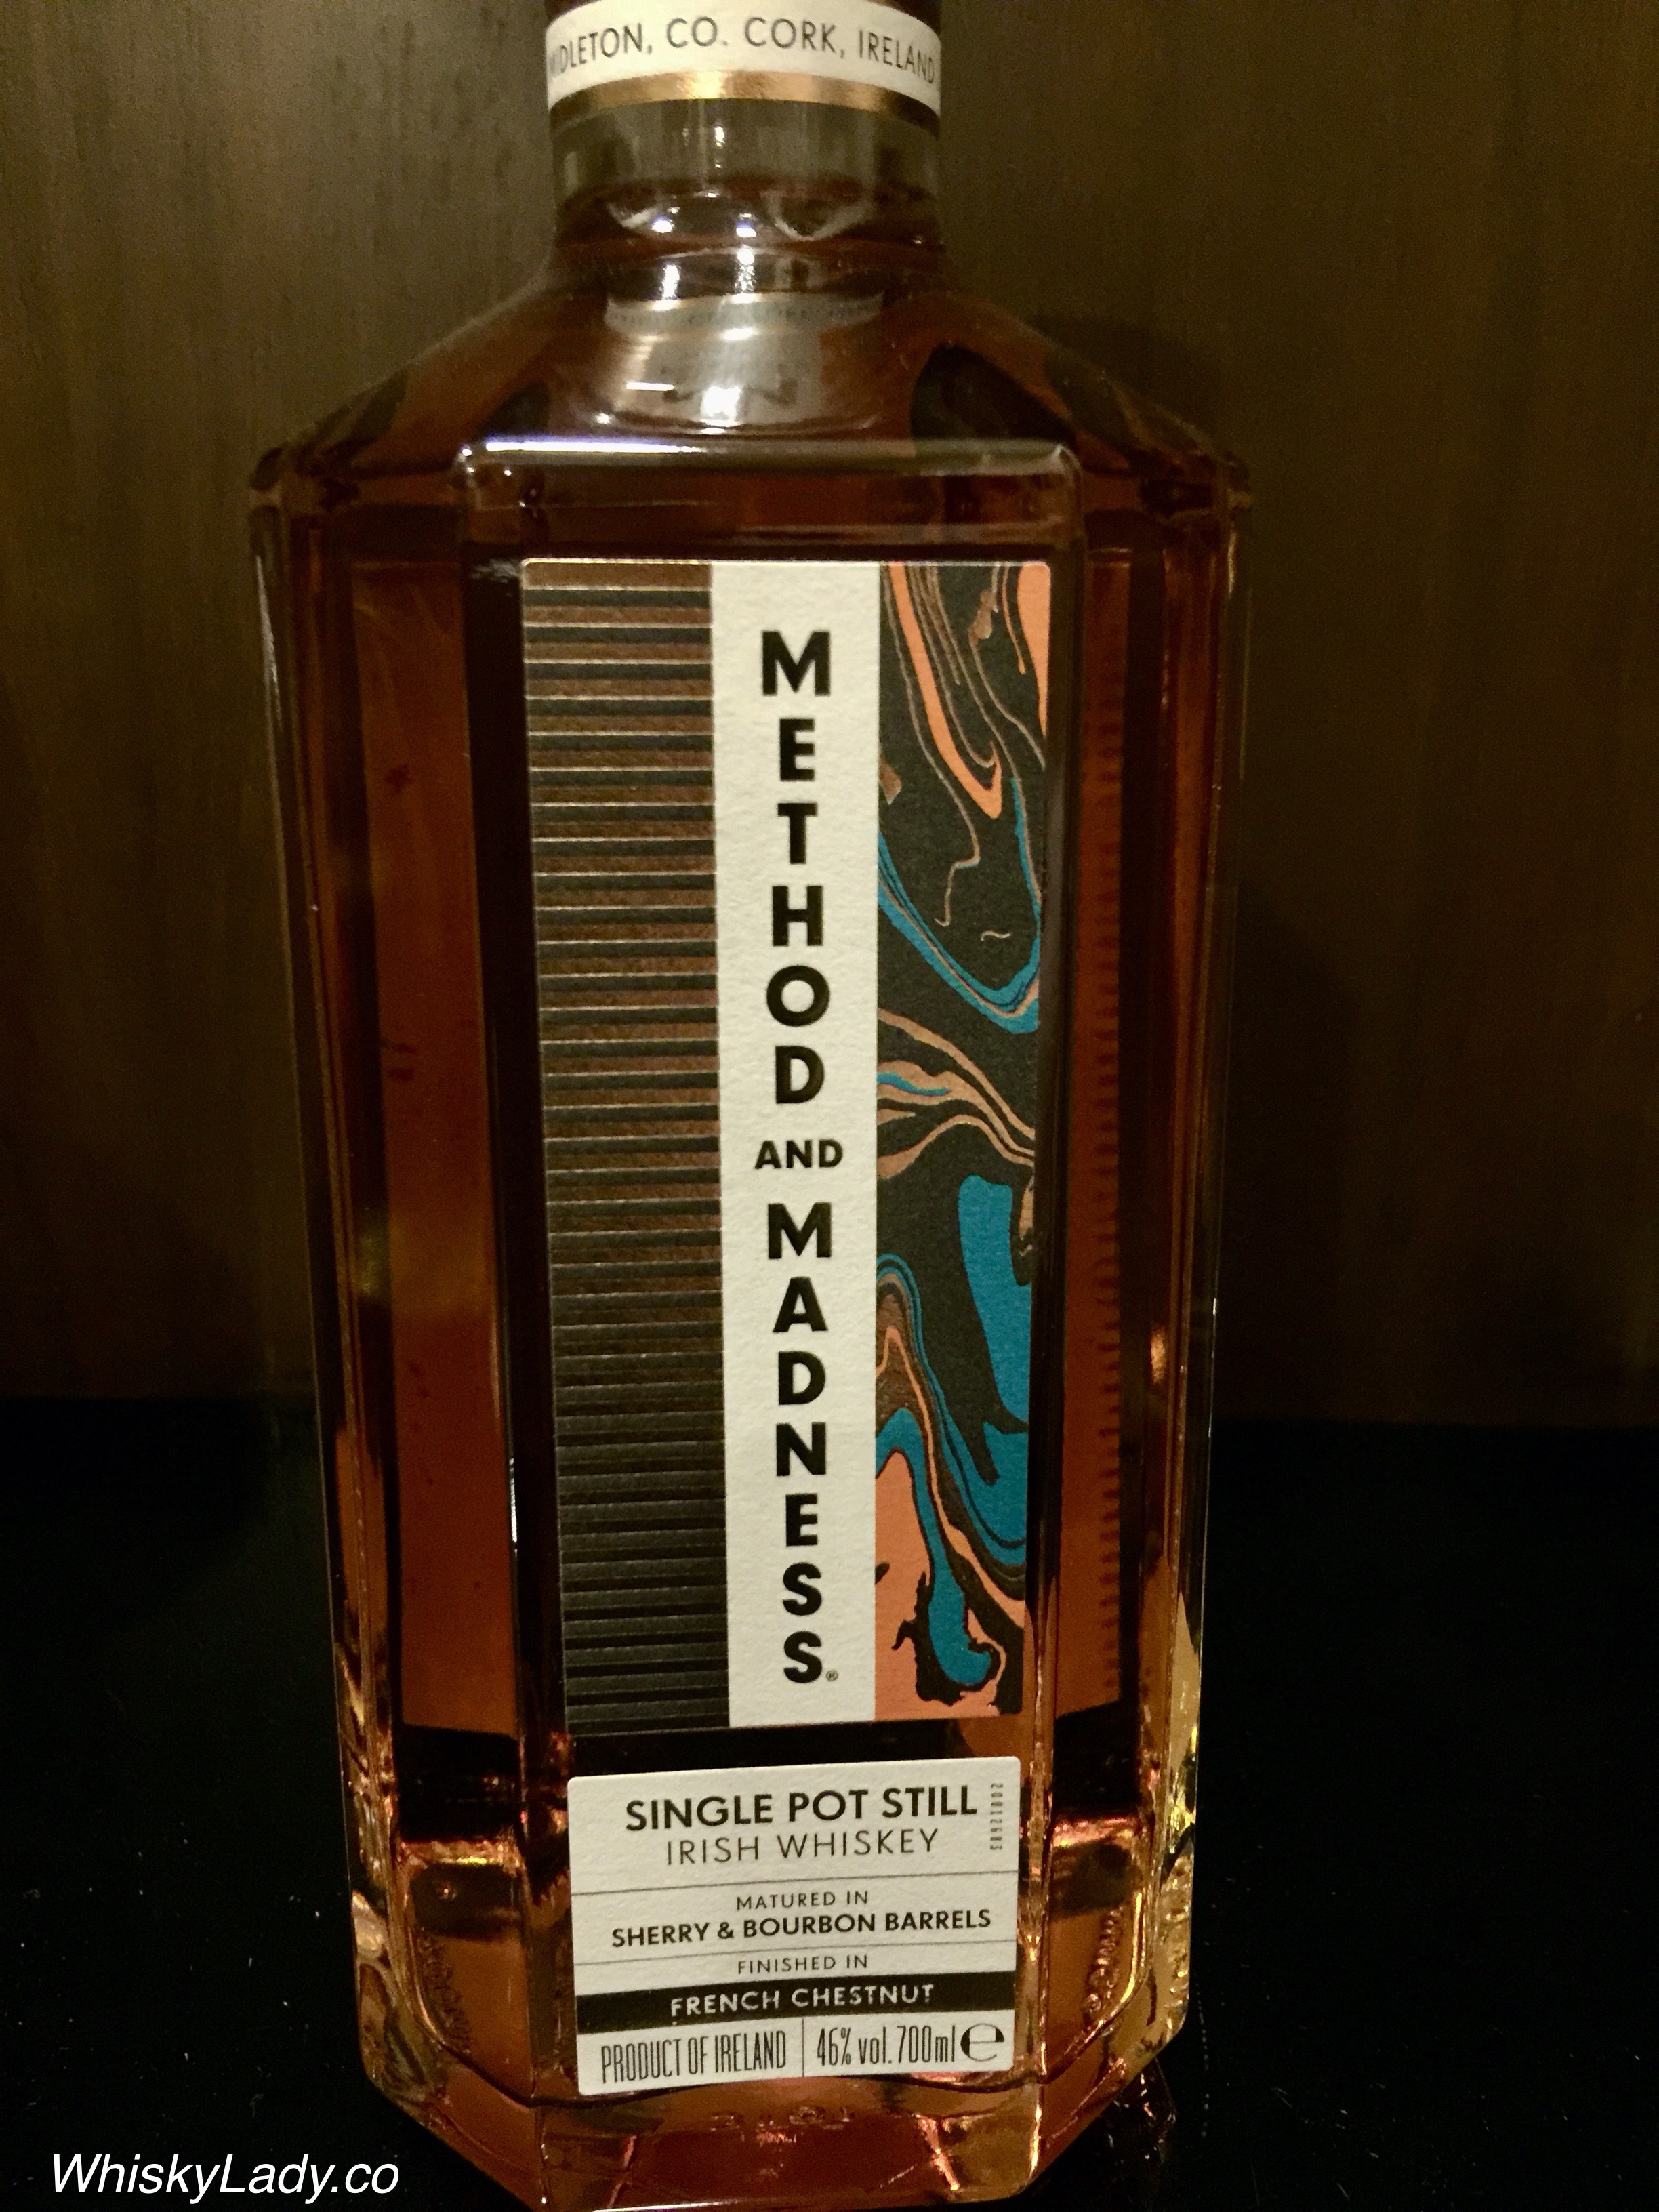 MIDLETON, CO. CORK, IRELAND
METHOD
AND
MADNESS®
SINGLE POT STILL
IRISH WHISKEY
MATURED IN
SHERRY & BOURBON BARRELS
FINISHED IN
FRENCH CHESTNUT
PRODUCT OF IRELAND 46% vol. 700ml e
WhiskyLady.co